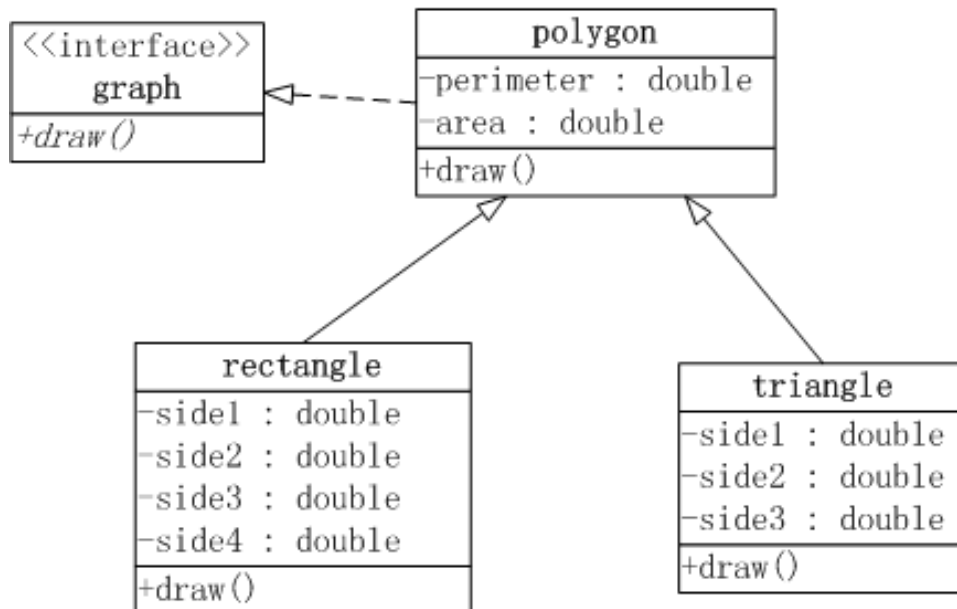 <<interface>>
graph
+draw()
polygon
-perimeter : double
-area : double
+draw()
rectangle
-side1 : double
-side2 : double
-side3 : double
-side4 : double
+draw()
triangle
-side1 : double
-side2 : double
-side3 : double
+draw()